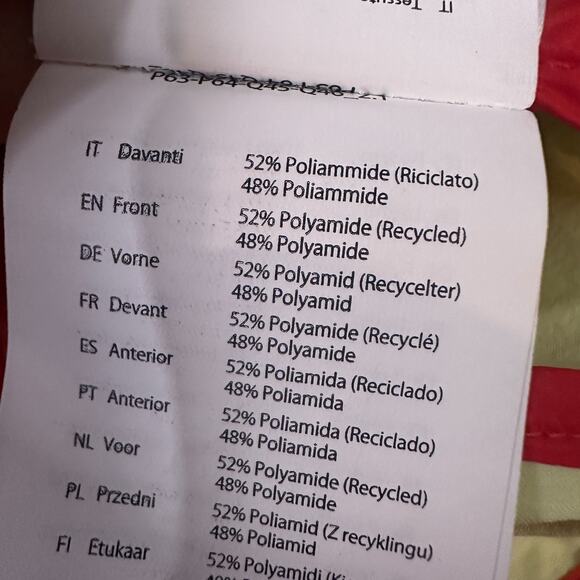 IT Davanti 52% Poliammide (Riciclato)
48% Poliammide
EN Front 52% Polyamide (Recycled)
48% Polyamide
DE Vorne 52% Polyamid (Recycelter)
48% Polyamid
FR Devant 52% Polyamide (Recyclé)
48% Polyamide
ES Anterior 52% Poliamida (Reciclado)
48% Poliamida
PT Anterior 52% Poliamida (Reciclado)
48% Poliamida
NL Voor 52% Polyamide (Recycled)
48% Polyamide
PL Przedni 52% Poliamid (Z recyklingu)
48% Poliamid
FI Etukaar 52% Polyamidi